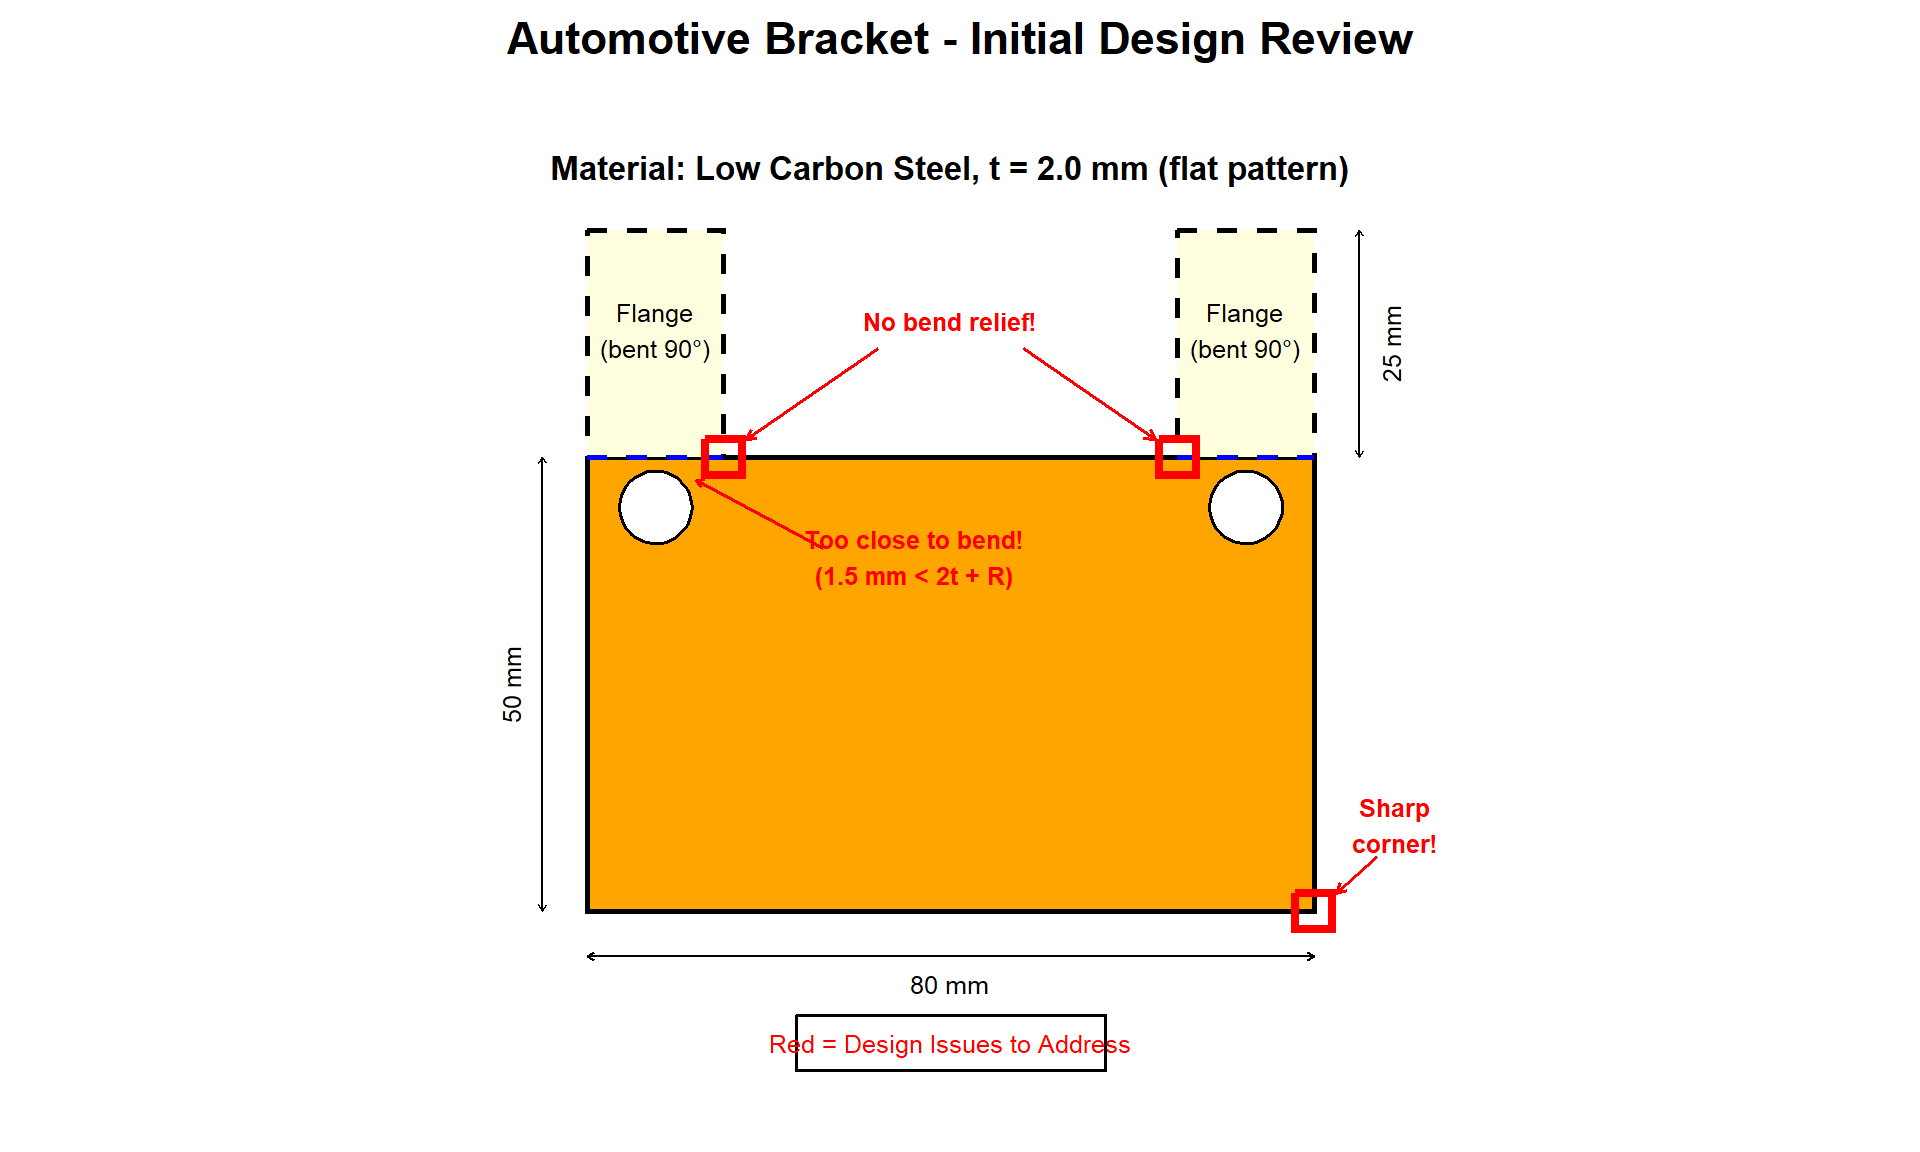 Automotive Bracket - Initial Design Review
Material: Low Carbon Steel, t = 2.0 mm (flat pattern)
Flange
(bent 90°)
Flange
(bent 90°)
25 mm
No bend relief!
Too close to bend!
(1.5 mm < 2t + R)
50 mm
Sharp
corner!
80 mm
Red = Design Issues to Address